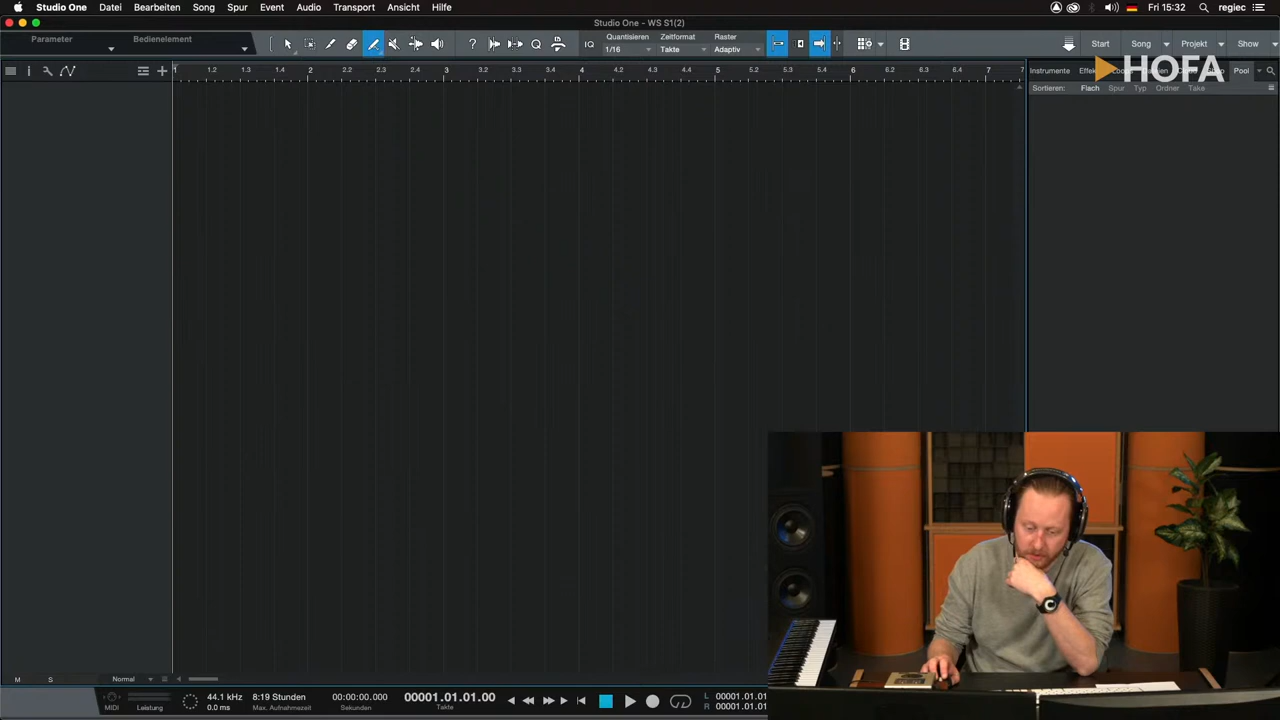 Studio One Datei Bearbeiten Song Spur Event Audio Transport Ansicht Hilfe Fri 15:32 regiec
Studio One - WS S1(2)
Parameter Bedienelement IQ Quantisieren Zeitformat Raster
1/16 Takte Adaptiv Start Song Projekt Show
1 1.2 1.3 1.4 2 2.2 2.3 2.4 3 3.2 3.3 3.4 4 4.2 4.3 4.4 5 5.2 5.3 5.4 6 6.2 6.3 6.4 7 7
Instrumente Pool
HOFA
Sortieren: Flach Spur Typ Ordner Take
M S Normal
MIDI Leistung 44.1 kHz 8:19 Stunden 00:00:00.000 00001.01.01.00 L 00001.01.0
0.0 ms Max. Aufnahmezeit Sekunden Takte R 00001.01.0